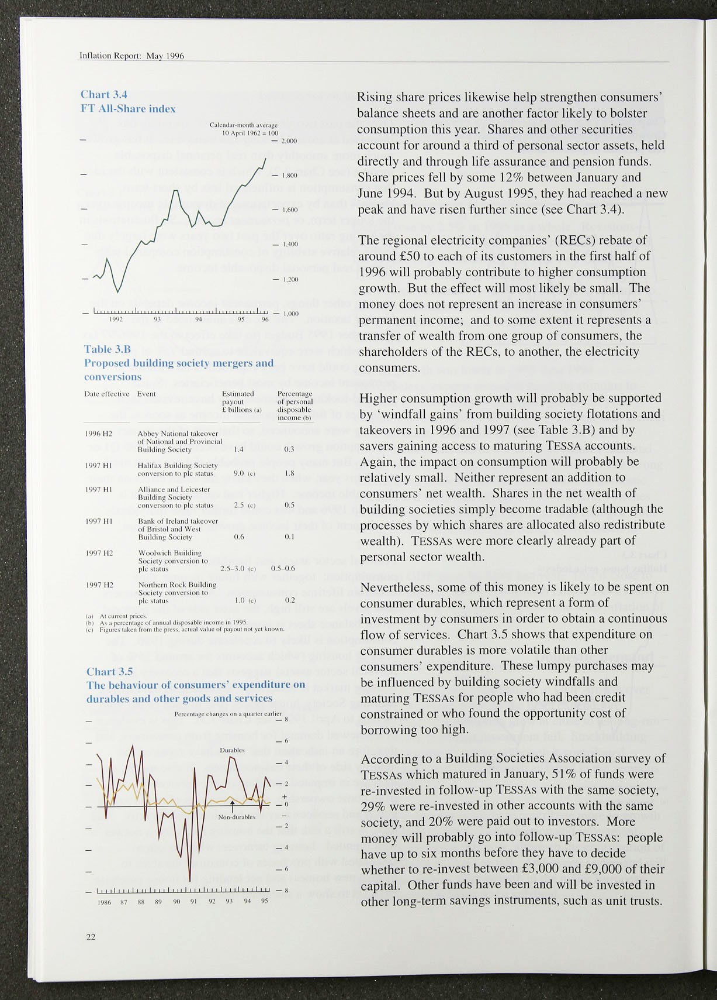 Inflation Report: May 1996
Chart 3.4
FT All-Share index
Calendar-month average
10 April 1962 = 100
2,000
1,800
1,600
1,400
1,200
1,000
1992 93 94 95 96
Table 3.B
Proposed building society mergers and
conversions
Date effective Event Estimated Percentage
payout of personal
£ billions (a) disposable
income (b)
1996 H2 Abbey National takeover
of National and Provincial
Building Society 1.4 0.3
1997 H1 Halifax Building Society
conversion to plc status 9.0 (c) 1.8
1997 H1 Alliance and Leicester
Building Society
conversion to plc status 2.5 (c) 0.5
1997 H1 Bank of Ireland takeover
of Bristol and West
Building Society 0.6 0.1
1997 H2 Woolwich Building
Society conversion to
plc status 2.5–3.0 (c) 0.5–0.6
1997 H2 Northern Rock Building
Society conversion to
plc status 1.0 (c) 0.2
(a) At current prices.
(b) As a percentage of annual disposable income in 1995.
(c) Figures taken from the press, actual value of payout not yet known.
Chart 3.5
The behaviour of consumers' expenditure on
durables and other goods and services
Percentage changes on a quarter earlier
8
6
Durables
4
2
+
0
–
Non-durables
2
4
6
8
1986 87 88 89 90 91 92 93 94 95
Rising share prices likewise help strengthen consumers'
balance sheets and are another factor likely to bolster
consumption this year. Shares and other securities
account for around a third of personal sector assets, held
directly and through life assurance and pension funds.
Share prices fell by some 12% between January and
June 1994. But by August 1995, they had reached a new
peak and have risen further since (see Chart 3.4).
The regional electricity companies' (RECs) rebate of
around £50 to each of its customers in the first half of
1996 will probably contribute to higher consumption
growth. But the effect will most likely be small. The
money does not represent an increase in consumers'
permanent income; and to some extent it represents a
transfer of wealth from one group of consumers, the
shareholders of the RECs, to another, the electricity
consumers.
Higher consumption growth will probably be supported
by 'windfall gains' from building society flotations and
takeovers in 1996 and 1997 (see Table 3.B) and by
savers gaining access to maturing TESSA accounts.
Again, the impact on consumption will probably be
relatively small. Neither represent an addition to
consumers' net wealth. Shares in the net wealth of
building societies simply become tradable (although the
processes by which shares are allocated also redistribute
wealth). TESSAs were more clearly already part of
personal sector wealth.
Nevertheless, some of this money is likely to be spent on
consumer durables, which represent a form of
investment by consumers in order to obtain a continuous
flow of services. Chart 3.5 shows that expenditure on
consumer durables is more volatile than other
consumers' expenditure. These lumpy purchases may
be influenced by building society windfalls and
maturing TESSAs for people who had been credit
constrained or who found the opportunity cost of
borrowing too high.
According to a Building Societies Association survey of
TESSAs which matured in January, 51% of funds were
re-invested in follow-up TESSAs with the same society,
29% were re-invested in other accounts with the same
society, and 20% were paid out to investors. More
money will probably go into follow-up TESSAs: people
have up to six months before they have to decide
whether to re-invest between £3,000 and £9,000 of their
capital. Other funds have been and will be invested in
other long-term savings instruments, such as unit trusts.
22